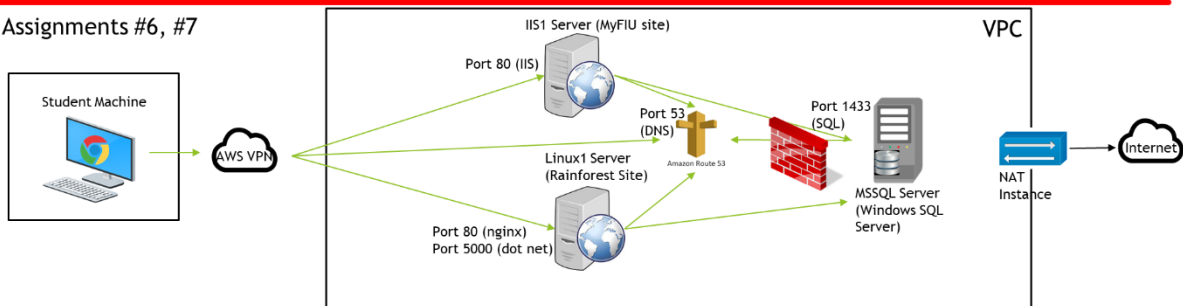 Assignments #6, #7
Student Machine
AWS VPN
IIS1 Server (MyFIU site)
Port 80 (IIS)
VPC
Port 53
(DNS)
Amazon Route 53
Port 1433
(SQL)
Linux1 Server
(Rainforest Site)
Port 80 (nginx)
Port 5000 (dot net)
MSSQL Server
(Windows SQL
Server)
NAT
Instance
Internet